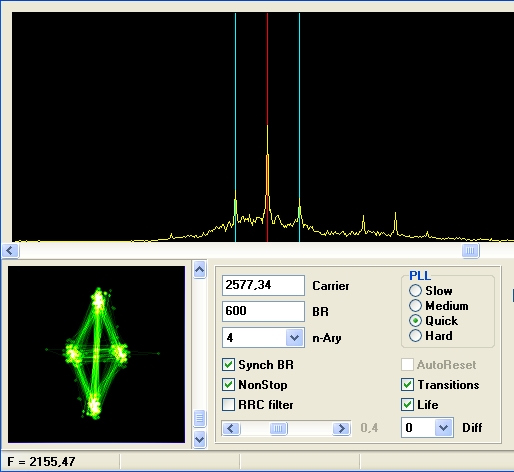 2577,34 Carrier
600 BR
4 n-Ary
Synch BR
NonStop
RRC filter
0,4
PLL
Slow
Medium
Quick
Hard
AutoReset
Transitions
Life
0 Diff
F = 2155,47